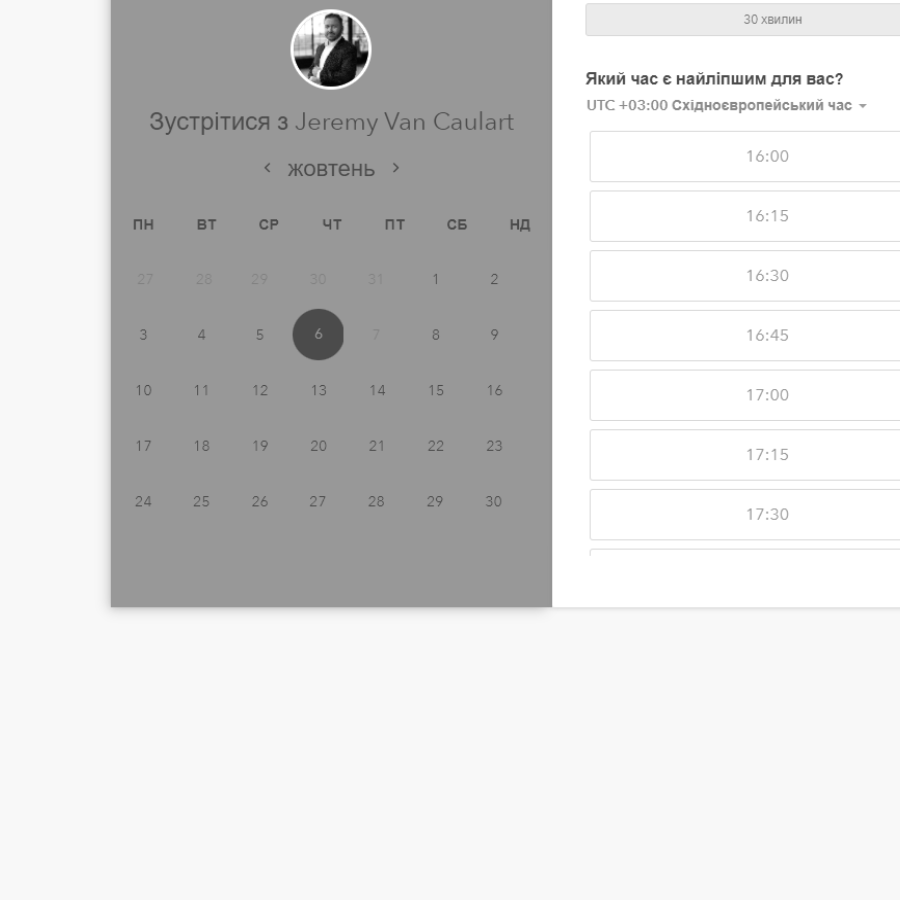 Зустрітися з Jeremy Van Caulart
жовтень
ПН ВТ СР ЧТ ПТ СБ НД
27 28 29 30 31 1 2
3 4 5 6 7 8 9
10 11 12 13 14 15 16
17 18 19 20 21 22 23
24 25 26 27 28 29 30
30 хвилин
Який час є найліпшим для вас?
UTC +03:00 Східноєвропейський час
16:00
16:15
16:30
16:45
17:00
17:15
17:30